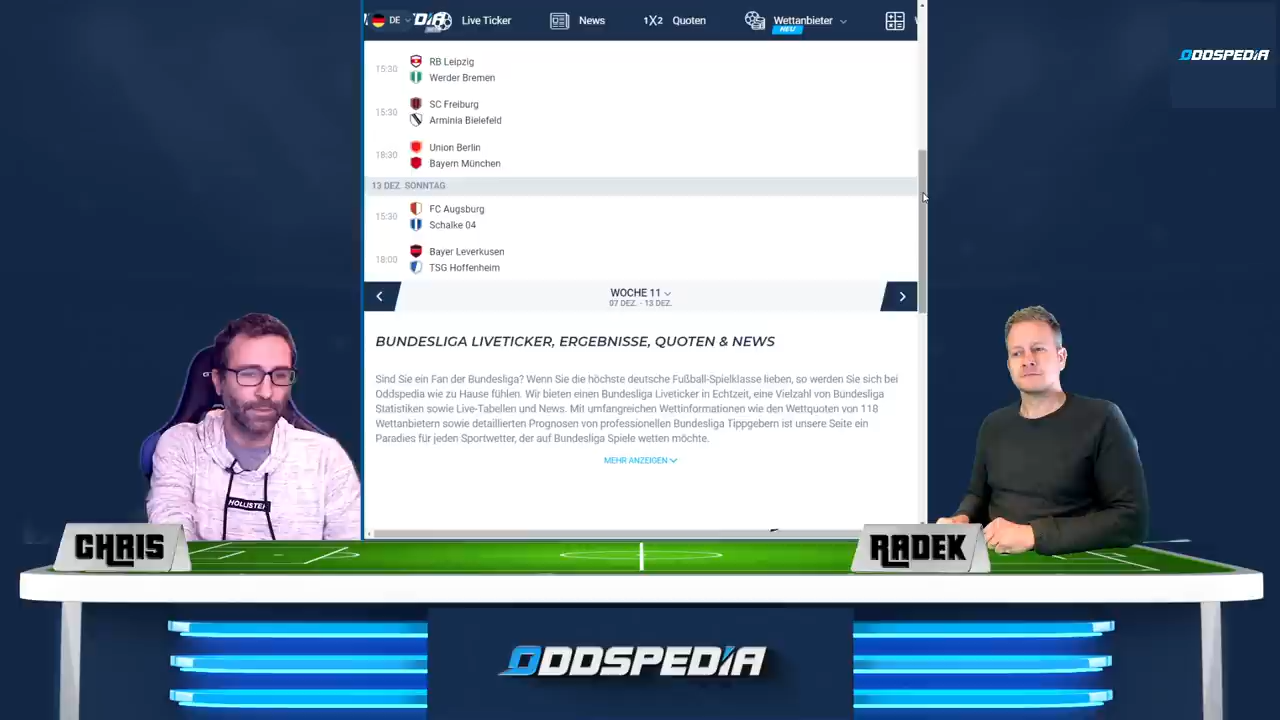 DE
Live Ticker
News
1X2 Quoten
Wettanbieter
NEU
ODDSPEDIA
15:30
RB Leipzig
Werder Bremen
15:30
SC Freiburg
Arminia Bielefeld
18:30
Union Berlin
Bayern München
13 DEZ. SONNTAG
15:30
FC Augsburg
Schalke 04
18:00
Bayer Leverkusen
TSG Hoffenheim
WOCHE 11
07 DEZ. - 13 DEZ.
BUNDESLIGA LIVETICKER, ERGEBNISSE, QUOTEN & NEWS
Sind Sie ein Fan der Bundesliga? Wenn Sie die höchste deutsche Fußball-Spielklasse lieben, so werden Sie sich bei
Oddspedia wie zu Hause fühlen. Wir bieten einen Bundesliga Liveticker in Echtzeit, eine Vielzahl von Bundesliga
Statistiken sowie Live-Tabellen und News. Mit umfangreichen Wettinformationen wie den Wettquoten von 118
Wettanbietern sowie detaillierten Prognosen von professionellen Bundesliga Tippgebern ist unsere Seite ein
Paradies für jeden Sportwetter, der auf Bundesliga Spiele wetten möchte.
MEHR ANZEIGEN
HOLLISTER
CHRIS
RADEK
ODDSPEDIA